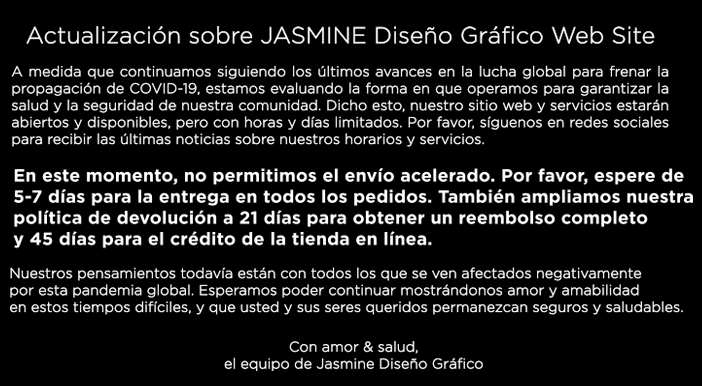 Actualización sobre JASMINE Diseño Gráfico Web Site
A medida que continuamos siguiendo los últimos avances en la lucha global para frenar la
propagación de COVID-19, estamos evaluando la forma en que operamos para garantizar la
salud y la seguridad de nuestra comunidad. Dicho esto, nuestro sitio web y servicios estarán
abiertos y disponibles, pero con horas y días limitados. Por favor, síguenos en redes sociales
para recibir las últimas noticias sobre nuestros horarios y servicios.
En este momento, no permitimos el envío acelerado. Por favor, espere de
5-7 días para la entrega en todos los pedidos. También ampliamos nuestra
política de devolución a 21 días para obtener un reembolso completo
y 45 días para el crédito de la tienda en línea.
Nuestros pensamientos todavía están con todos los que se ven afectados negativamente
por esta pandemia global. Esperamos poder continuar mostrándonos amor y amabilidad
en estos tiempos difíciles, y que usted y sus seres queridos permanezcan seguros y saludables.
Con amor & salud,
el equipo de Jasmine Diseño Gráfico